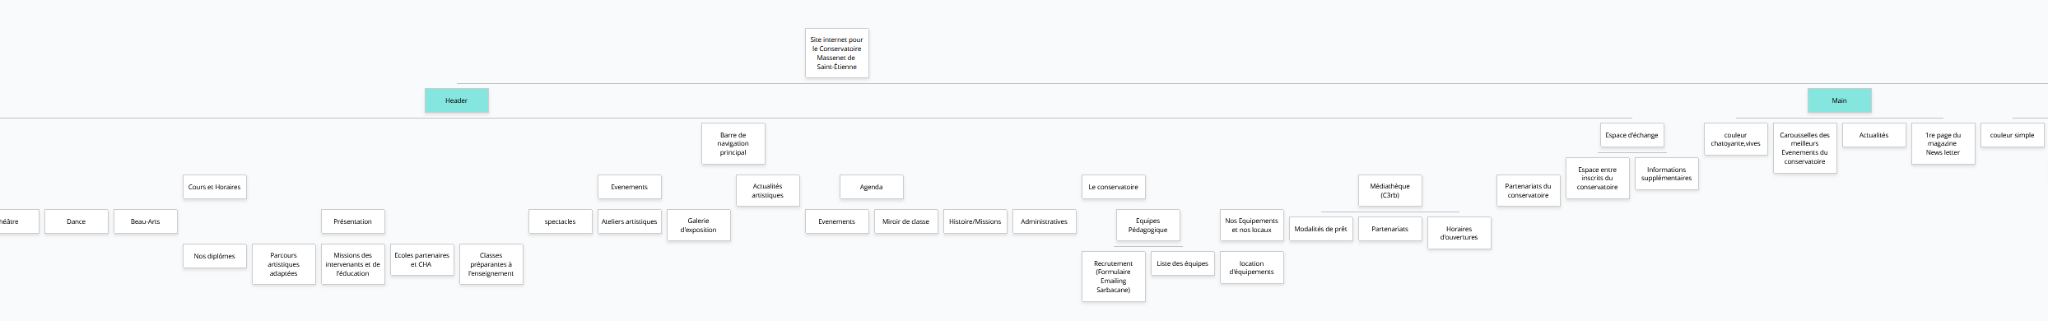 Site internet pour
le Conservatoire
Massenet de
Saint-Étienne
Header
Main
Barre de
navigation
principal
Espace d'échange
couleur
chatoyante,vives
Carousselles des
meilleurs
Evenements du
conservatoire
Actualités
1re page du
magazine
News letter
couleur simple
Espace entre
inscrits du
conservatoire
Informations
supplémentaires
Cours et Horaires
Evenements
Actualités
artistiques
Agenda
Le conservatoire
Médiathèque
(C3rb)
Partenariats du
conservatoire
héâtre
Dance
Beau-Arts
Présentation
spectacles
Ateliers artistiques
Galerie
d'exposition
Evenements
Miroir de classe
Histoire/Missions
Administratives
Equipes
Pédagogique
Nos Equipements
et nos locaux
Modalités de prêt
Partenariats
Horaires
d'ouvertures
Nos diplômes
Parcours
artistiques
adaptées
Missions des
intervenants et de
l'éducation
Ecoles partenaires
et CHA
Classes
préparantes à
l'enseignement
Recrutement
(Formulaire
Emailing
Sarbacane)
Liste des équipes
location
d'équipements